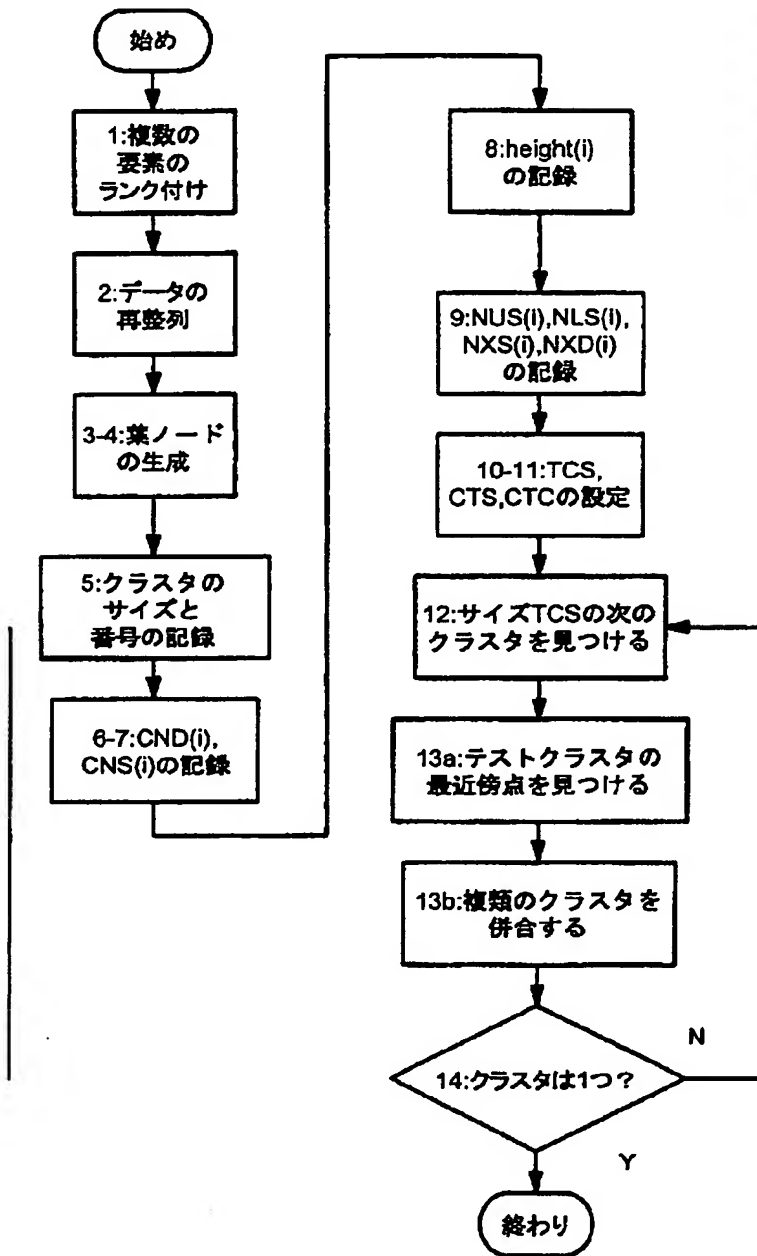 始め
1:複数の
要素の
ランク付け
2:データの
再整列
3-4:葉ノード
の生成
5:クラスタの
サイズと
番号の記録
6-7:CND(i),
CNS(i)の記録
8:height(i)
の記録
9:NUS(i),NLS(i),
NXS(i),NXD(i)
の記録
10-11:TCS,
CTS,CTCの設定
12:サイズTCSの次の
クラスタを見つける
13a:テストクラスタの
最近傍点を見つける
13b:複類のクラスタを
併合する
14:クラスタは1つ?
N
Y
終わり